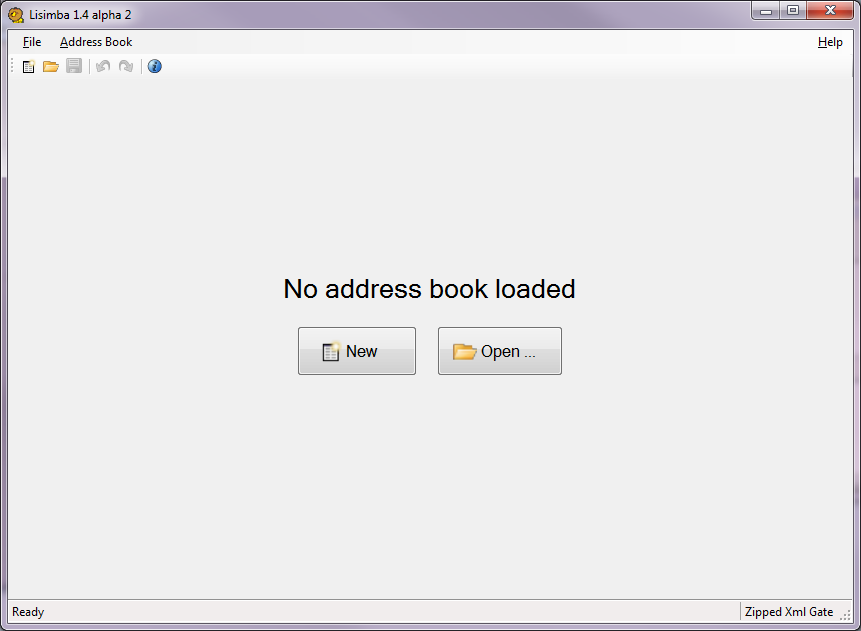 Lisimba 1.4 alpha 2
File Address Book Help
No address book loaded
New Open ...
Ready Zipped Xml Gate